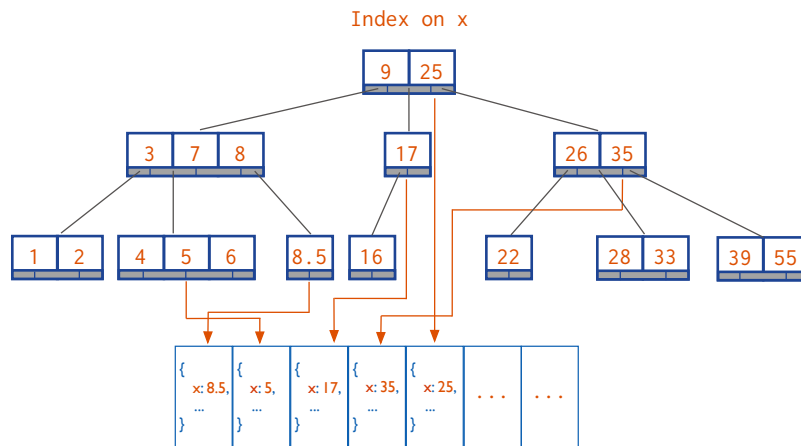 Index on x
9 25
3 7 8
17
26 35
1 2
4 5 6
8.5
16
22
28 33
39 55
{ { { { {
x: 8.5, x: 5, x: 17, x: 35, x: 25, ... ...
... ... ... ... ...
} } } } }